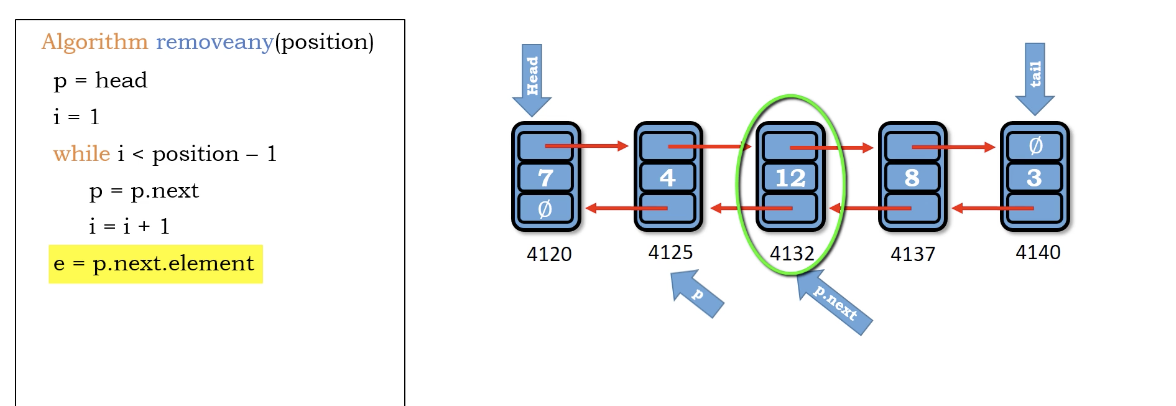 Algorithm removeany(position)
p = head
i = 1
while i < position – 1
p = p.next
i = i + 1
e = p.next.element
Head
tail
∅
7 4 12 8 3
∅
4120 4125 4132 4137 4140
p
p.next